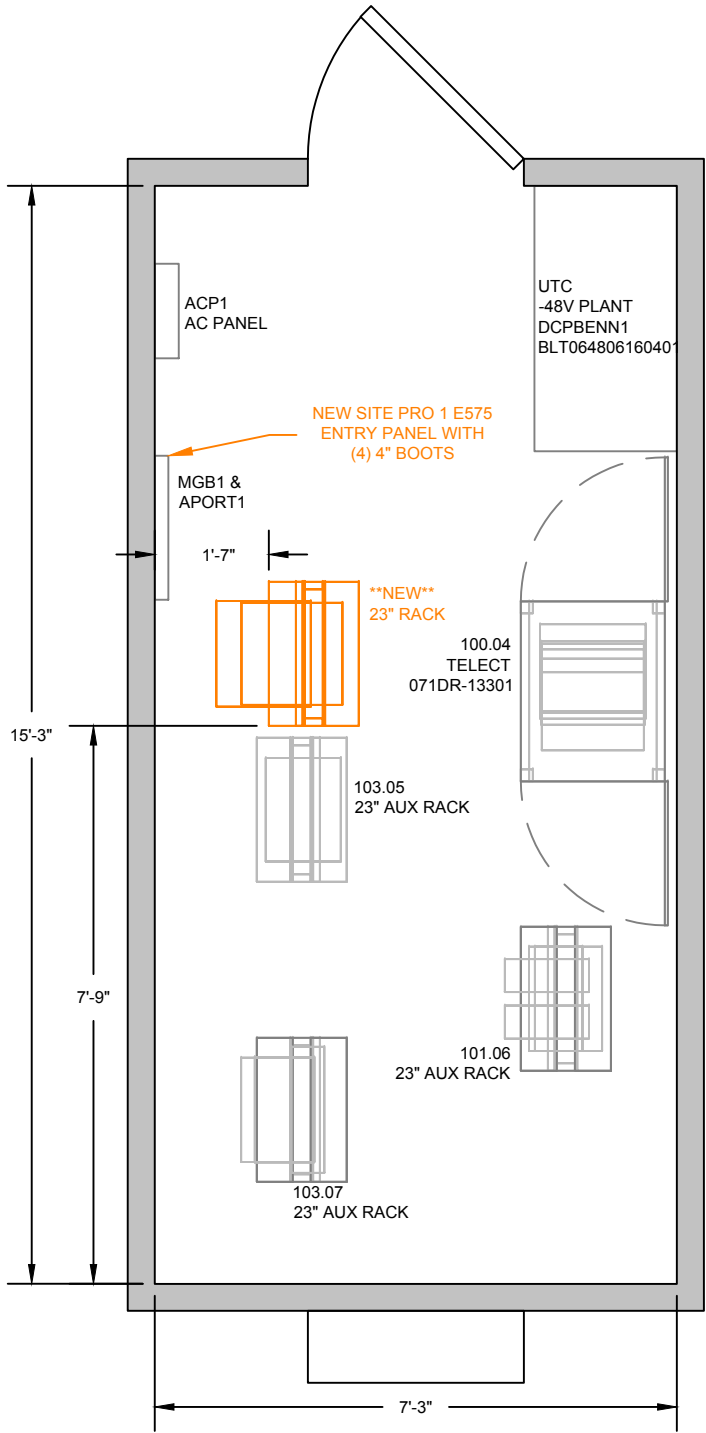 UTC
-48V PLANT
DCPBENN1
BLT064806160401
ACP1
AC PANEL
NEW SITE PRO 1 E575
ENTRY PANEL WITH
(4) 4" BOOTS
MGB1 &
APORT1
1'-7"
**NEW**
23" RACK
100.04
TELECT
071DR-13301
15'-3"
103.05
23" AUX RACK
7'-9"
101.06
23" AUX RACK
103.07
23" AUX RACK
7'-3"